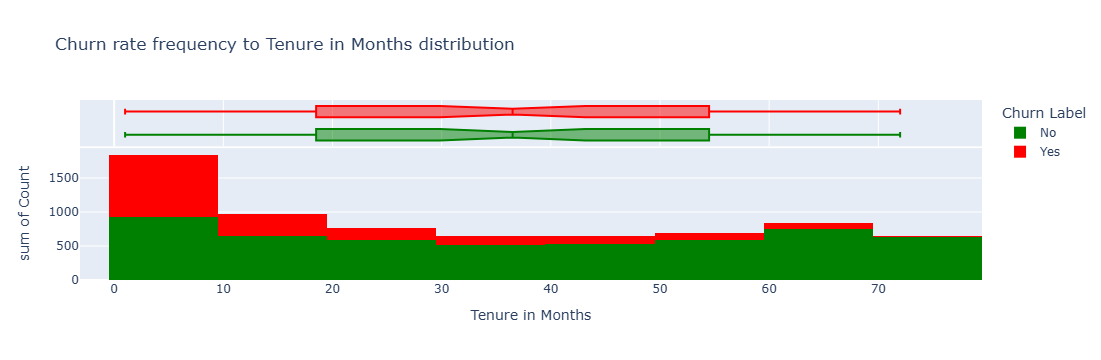 Churn rate frequency to Tenure in Months distribution
Churn Label
No
Yes
sum of Count
1500
1000
500
0
0 10 20 30 40 50 60 70
Tenure in Months